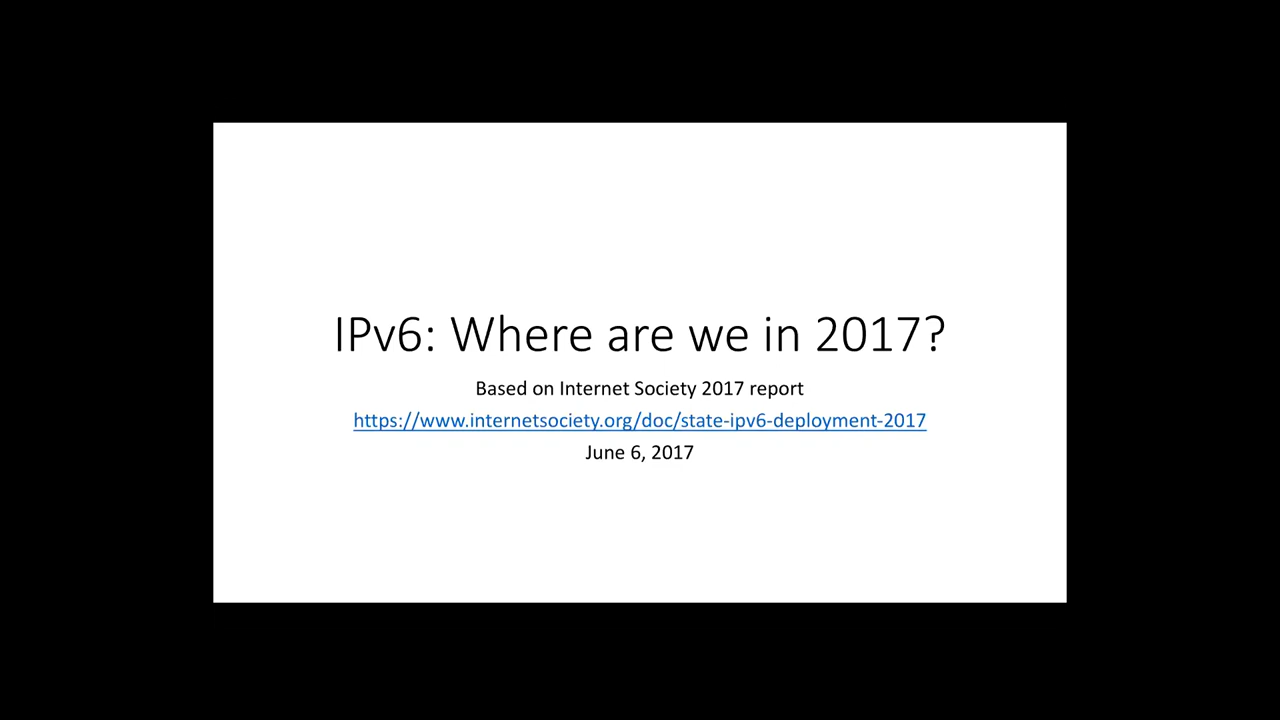 IPv6: Where are we in 2017?
Based on Internet Society 2017 report
https://www.internetsociety.org/doc/state-ipv6-deployment-2017
June 6, 2017